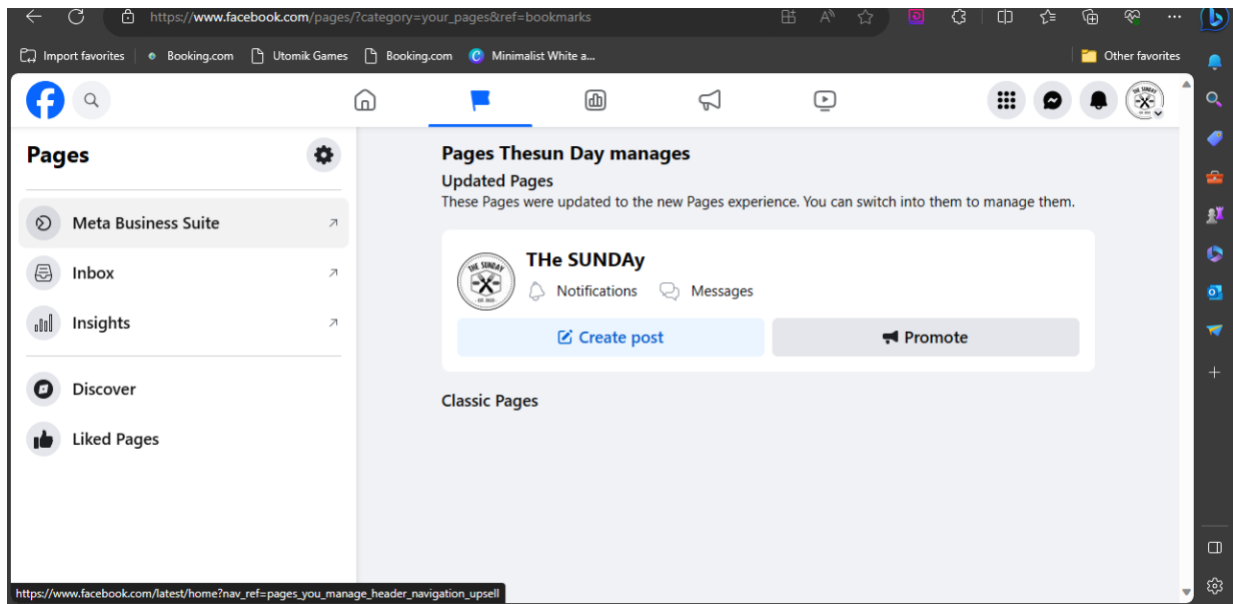 https://www.facebook.com/pages/?category=your_pages&ref=bookmarks
Import favorites
Booking.com
Utomik Games
Booking.com
Minimalist White a...
Other favorites
Pages
Meta Business Suite
Inbox
Insights
Discover
Liked Pages
Pages Thesun Day manages
Updated Pages
These Pages were updated to the new Pages experience. You can switch into them to manage them.
THE SUNDAY
THe SUNDAy
Notifications
Messages
Create post
Promote
Classic Pages
https://www.facebook.com/latest/home?nav_ref=pages_you_manage_header_navigation_upsell